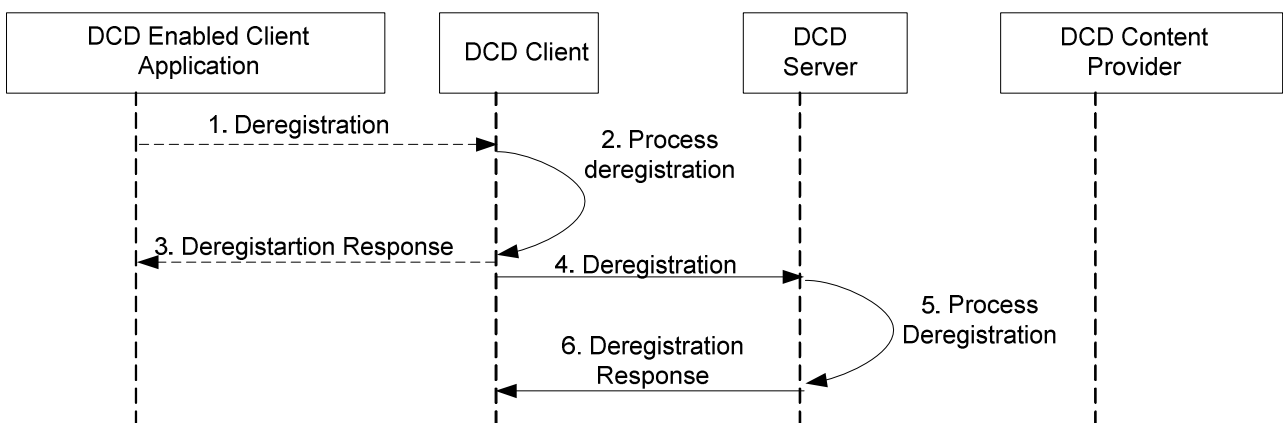 DCD Enabled Client
Application
DCD Client
DCD
Server
DCD Content
Provider
1. Deregistration
2. Process
deregistration
3. Deregistartion Response
4. Deregistration
5. Process
Deregistration
6. Deregistration
Response